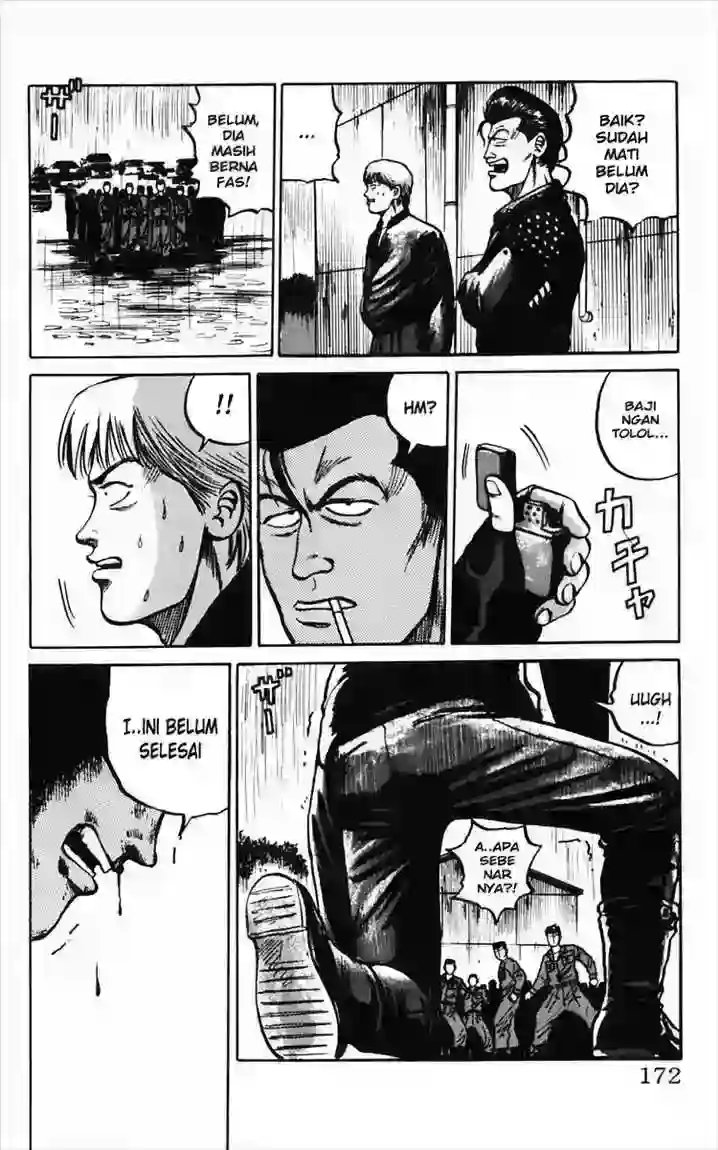 BAIK?
SUDAH
MATI
BELUM
DIA?
...
BELUM,
DIA
MASIH
BERNA
FAS!
ザ"ー
BAJI
NGAN
TOLOL...
カチャ
HM?
!!
UUGH
...!
ザ"ー
A..APA
SEBE
NAR
NYA?!
I..INI BELUM
SELESAI
172